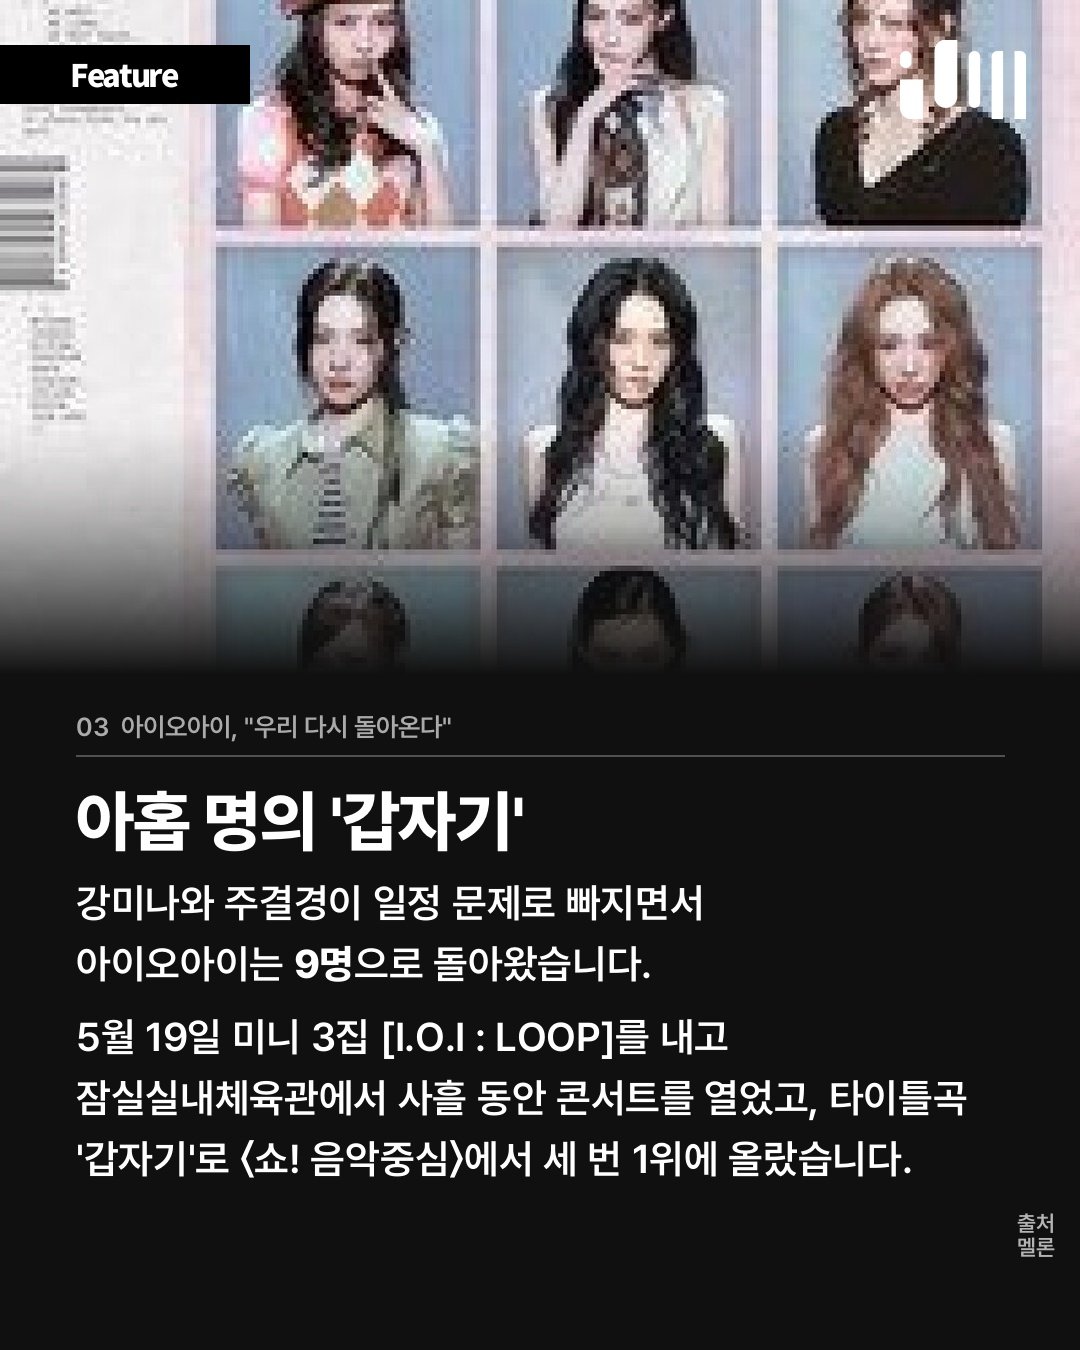 Feature
03 아이오아이, "우리 다시 돌아온다"
아홉 명의 '갑자기'
강미나와 주결경이 일정 문제로 빠지면서
아이오아이는 9명으로 돌아왔습니다.
5월 19일 미니 3집 [I.O.I : LOOP]를 내고
잠실실내체육관에서 사흘 동안 콘서트를 열었고, 타이틀곡
'갑자기'로 〈쇼! 음악중심〉에서 세 번 1위에 올랐습니다.
출처
멜론